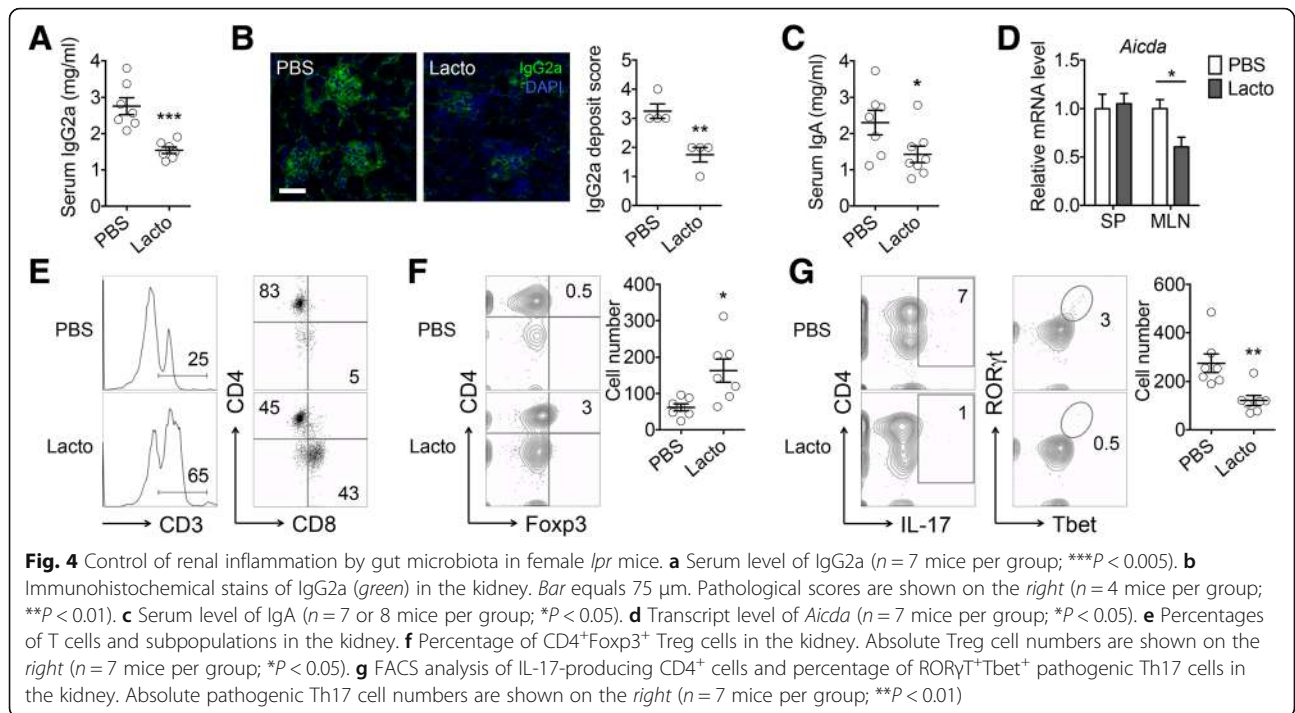 A
Serum IgG2a (mg/ml)
4
3
2
1
0
***
PBS
Lacto
B
PBS
Lacto
IgG2a
DAPI
IgG2a deposit score
5
4
3
2
1
0
**
PBS
Lacto
C
Serum IgA (mg/ml)
4
3
2
1
0
*
PBS
Lacto
D
Aicda
Relative mRNA level
1.5
1.0
0.5
0.0
*
PBS
Lacto
SP
MLN
E
PBS
Lacto
25
65
CD3
83
5
45
43
CD4
CD8
F
PBS
Lacto
0.5
3
CD4
Foxp3
Cell number
400
300
200
100
0
*
PBS
Lacto
G
PBS
Lacto
7
1
CD4
IL-17
3
0.5
RORγt
Tbet
Cell number
600
400
200
0
**
PBS
Lacto
Fig. 4 Control of renal inflammation by gut microbiota in female lpr mice. a Serum level of IgG2a (n = 7 mice per group; ***P < 0.005). b
Immunohistochemical stains of IgG2a (green) in the kidney. Bar equals 75 μm. Pathological scores are shown on the right (n = 4 mice per group;
**P < 0.01). c Serum level of IgA (n = 7 or 8 mice per group; *P < 0.05). d Transcript level of Aicda (n = 7 mice per group; *P < 0.05). e Percentages
of T cells and subpopulations in the kidney. f Percentage of CD4+Foxp3+ Treg cells in the kidney. Absolute Treg cell numbers are shown on the
right (n = 7 mice per group; *P < 0.05). g FACS analysis of IL-17-producing CD4+ cells and percentage of RORγT+Tbet+ pathogenic Th17 cells in
the kidney. Absolute pathogenic Th17 cell numbers are shown on the right (n = 7 mice per group; **P < 0.01)